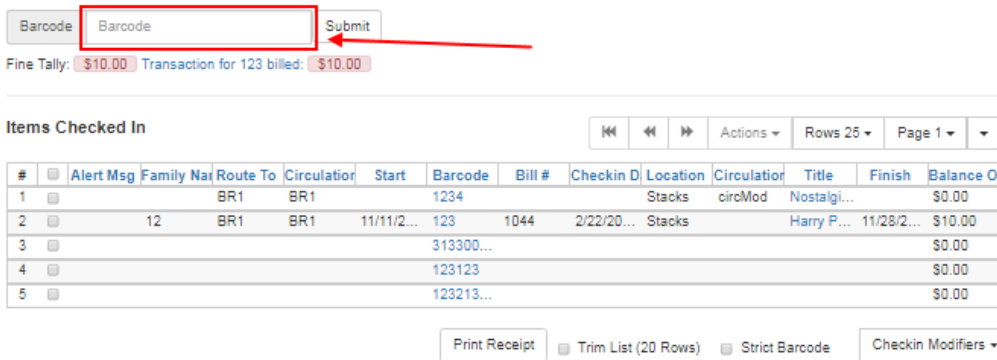 Barcode Barcode Submit
Fine Tally: $10.00 Transaction for 123 billed: $10.00
Items Checked In
Actions Rows 25 Page 1
# Alert Msg Family Nar Route To Circulation Start Barcode Bill # Checkin D Location Circulation Title Finish Balance O
1 BR1 BR1 1234 Stacks circMod Nostalgi... $0.00
2 12 BR1 BR1 11/11/2... 123 1044 2/22/20... Stacks Harry P... 11/28/2... $10.00
3 313300... $0.00
4 123123 $0.00
5 123213... $0.00
Print Receipt Trim List (20 Rows) Strict Barcode Checkin Modifiers